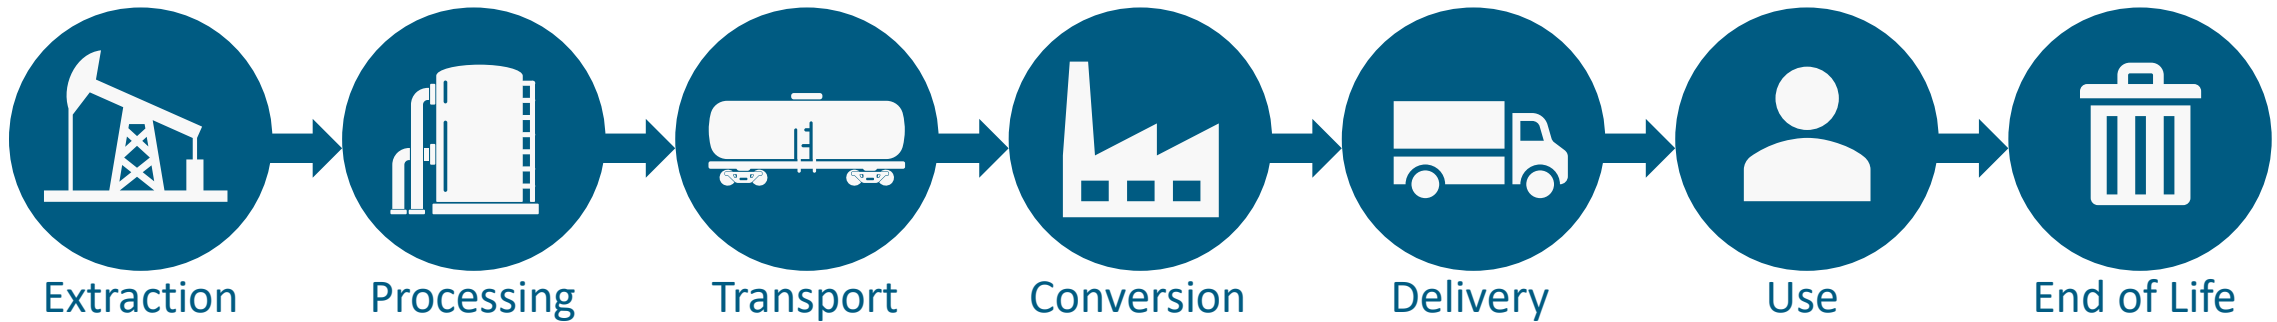 Extraction
Processing
Transport
Conversion
Delivery
Use
End of Life